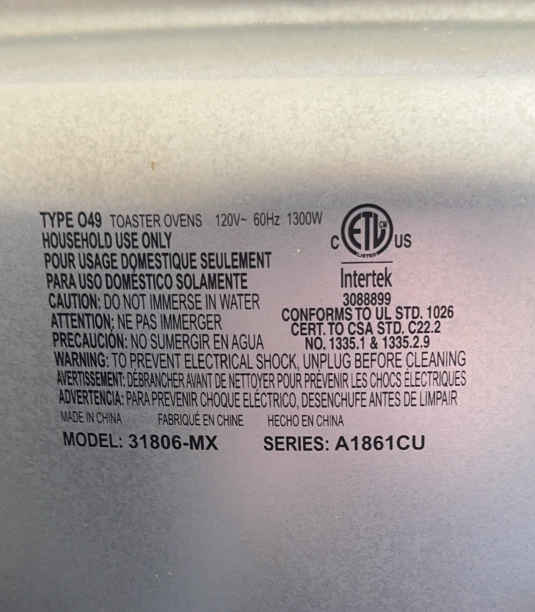 TYPE O49 TOASTER OVENS 120V~ 60Hz 1300W
HOUSEHOLD USE ONLY
POUR USAGE DOMESTIQUE SEULEMENT
PARA USO DOMÉSTICO SOLAMENTE
CAUTION: DO NOT IMMERSE IN WATER
ATTENTION: NE PAS IMMERGER
PRECAUCIÓN: NO SUMERGIR EN AGUA
C ETL CM US
LISTED
Intertek
3088899
CONFORMS TO UL STD. 1026
CERT. TO CSA STD. C22.2
NO. 1335.1 & 1335.2.9
WARNING: TO PREVENT ELECTRICAL SHOCK, UNPLUG BEFORE CLEANING
AVERTISSEMENT: DÉBRANCHER AVANT DE NETTOYER POUR PRÉVENIR LES CHOCS ÉLECTRIQUES
ADVERTENCIA: PARA PREVENIR CHOQUE ELÉCTRICO, DESENCHUFE ANTES DE LIMPAIR
MADE IN CHINA FABRIQUÉ EN CHINE HECHO EN CHINA
MODEL: 31806-MX SERIES: A1861CU